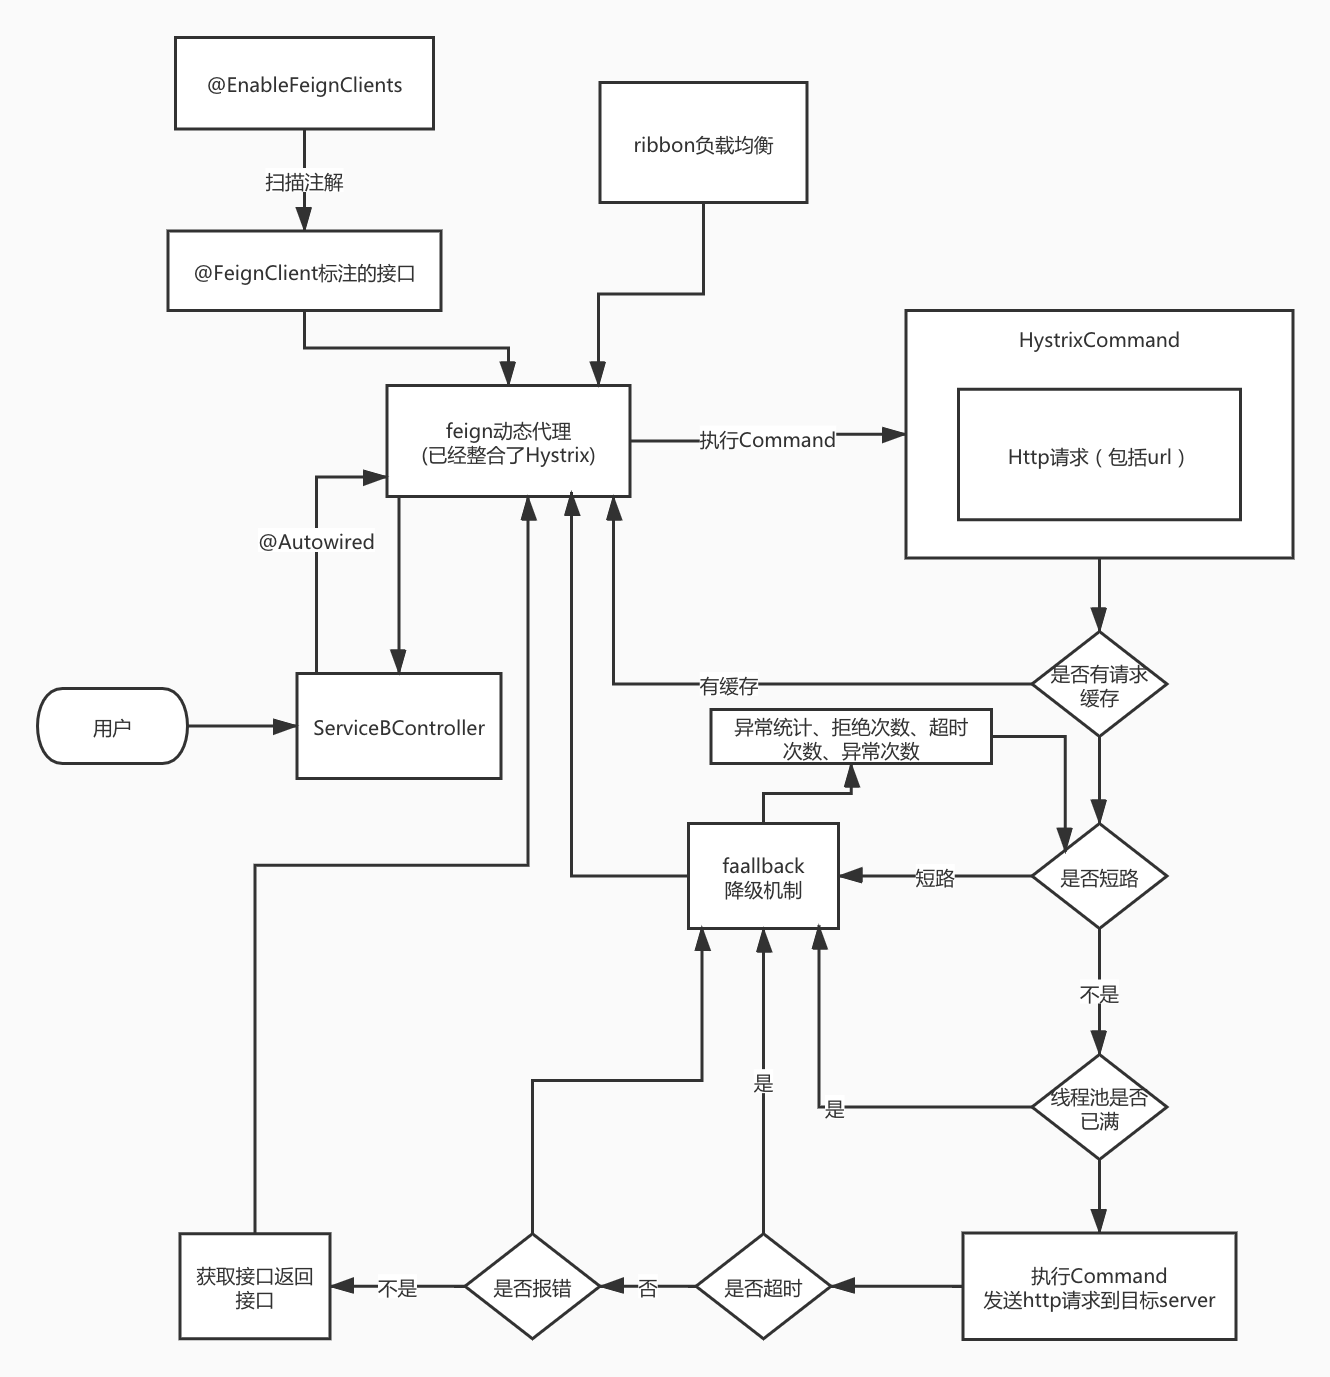 @EnableFeignClients
ribbon负载均衡
扫描注解
@FeignClient标注的接口
HystrixCommand
feign动态代理
(已经整合了Hystrix)
执行Command
Http请求（包括url）
@Autowired
是否有请求
缓存
有缓存
用户
ServiceBController
异常统计、拒绝次数、超时
次数、异常次数
faallback
降级机制
短路
是否短路
不是
是
线程池是否
已满
是
获取接口返回
接口
不是
是否报错
否
是否超时
执行Command
发送http请求到目标server